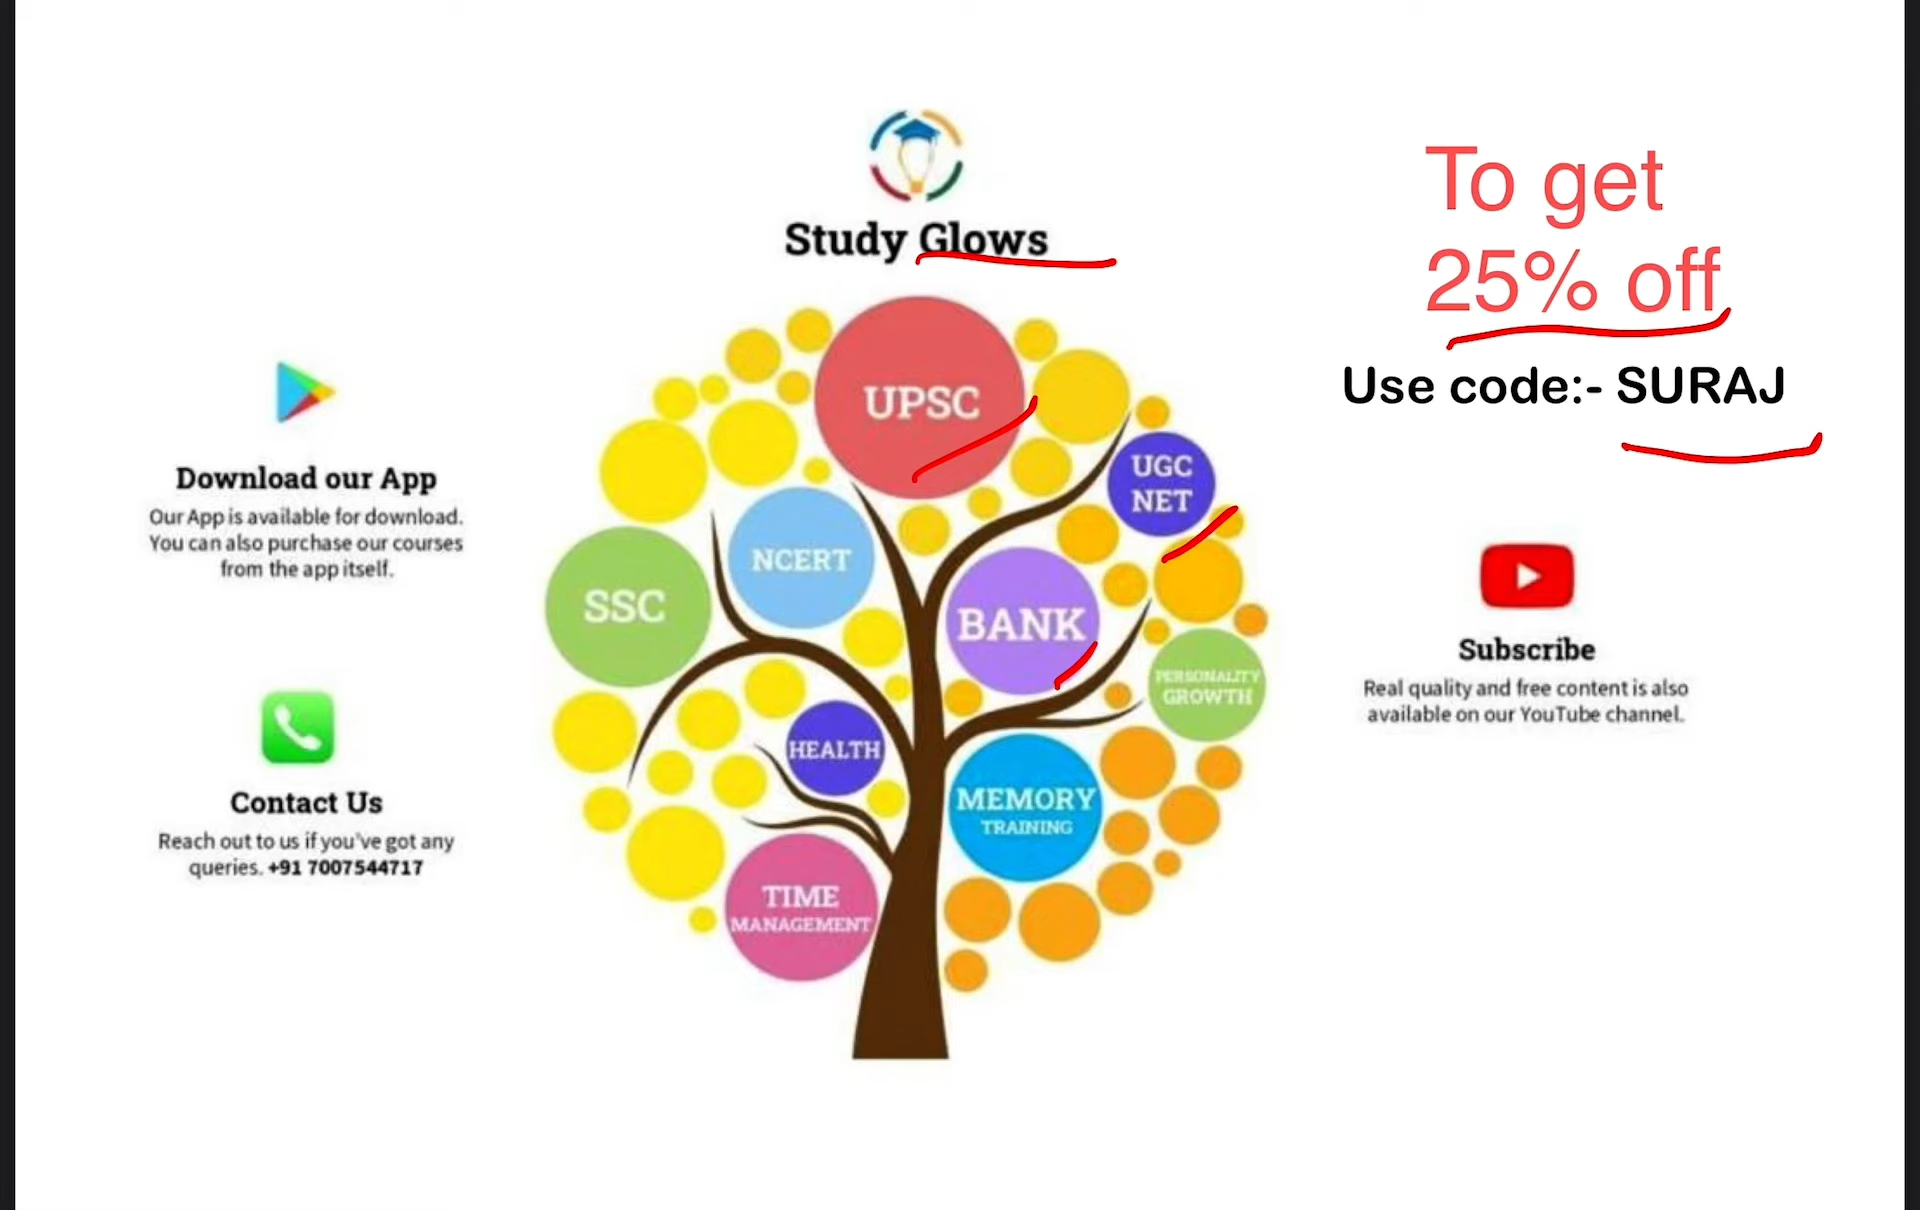 Study Glows
To get
25% off
Use code:- SURAJ
Download our App
Our App is available for download.
You can also purchase our courses
from the app itself.
Contact Us
Reach out to us if you've got any
queries. +91 7007544717
UPSC
UGC
NET
NCERT
SSC
BANK
PERSONALITY
GROWTH
HEALTH
MEMORY
TRAINING
TIME
MANAGEMENT
Subscribe
Real quality and free content is also
available on our YouTube channel.